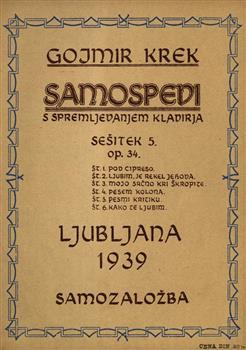 GOJMIR KREK
SAMOSPEVI
S SPREMLJEVANJEM KLAVIRJA
SEŠITEK 5.
OP. 34.
ŠT. 1. POD CIPRESO.
ŠT. 2. LJUBIM, JE REKEL JEHOVA.
ŠT. 3. MOJO SRČNO KRI ŠKROPITE.
ŠT. 4. PESEM KOLONA.
ŠT. 5. PESMI KRITIKU.
ŠT. 6. KAKO TE LJUBIM.
LJUBLJANA
1939
SAMOZALOŽBA
CENA DIN